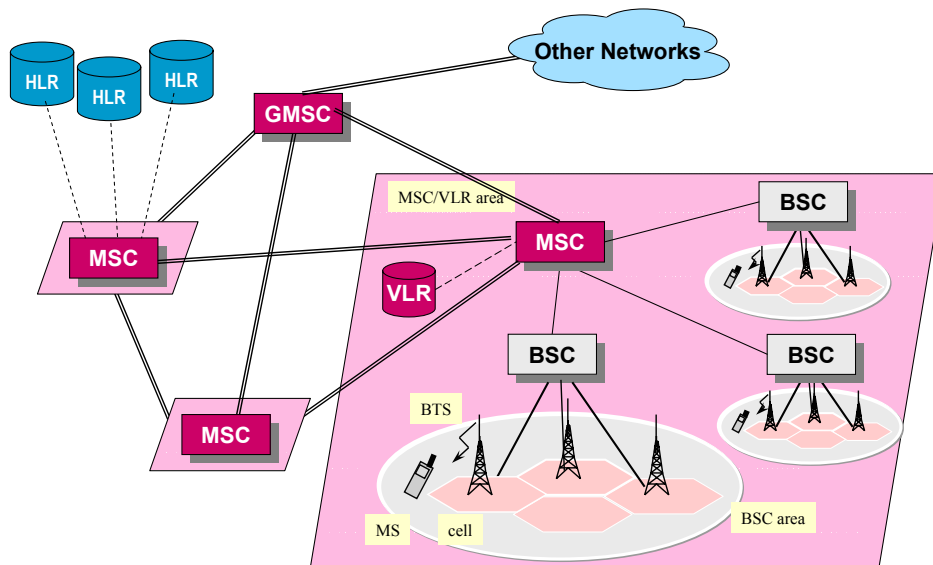 Other Networks
HLR
HLR
HLR
GMSC
MSC/VLR area
BSC
MSC
MSC
VLR
BSC
BSC
BTS
MSC
MS
cell
BSC area